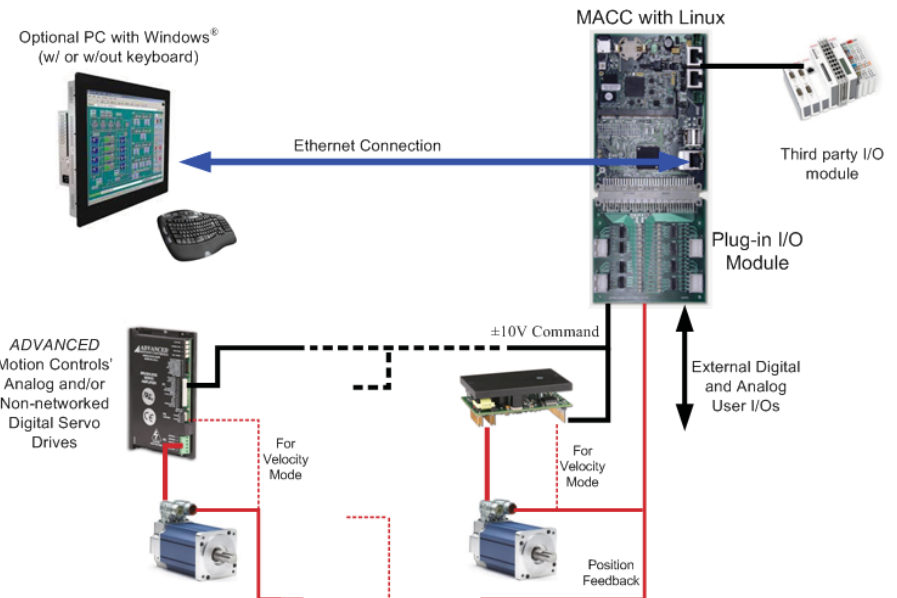 MACC with Linux
Optional PC with Windows®
(w/ or w/out keyboard)
Ethernet Connection
Third party I/O
module
Plug-in I/O
Module
±10V Command
ADVANCED
Motion Controls'
Analog and/or
Non-networked
Digital Servo
Drives
ADVANCED
External Digital
and Analog
User I/Os
For
Velocity
Mode
For
Velocity
Mode
Position
Feedback